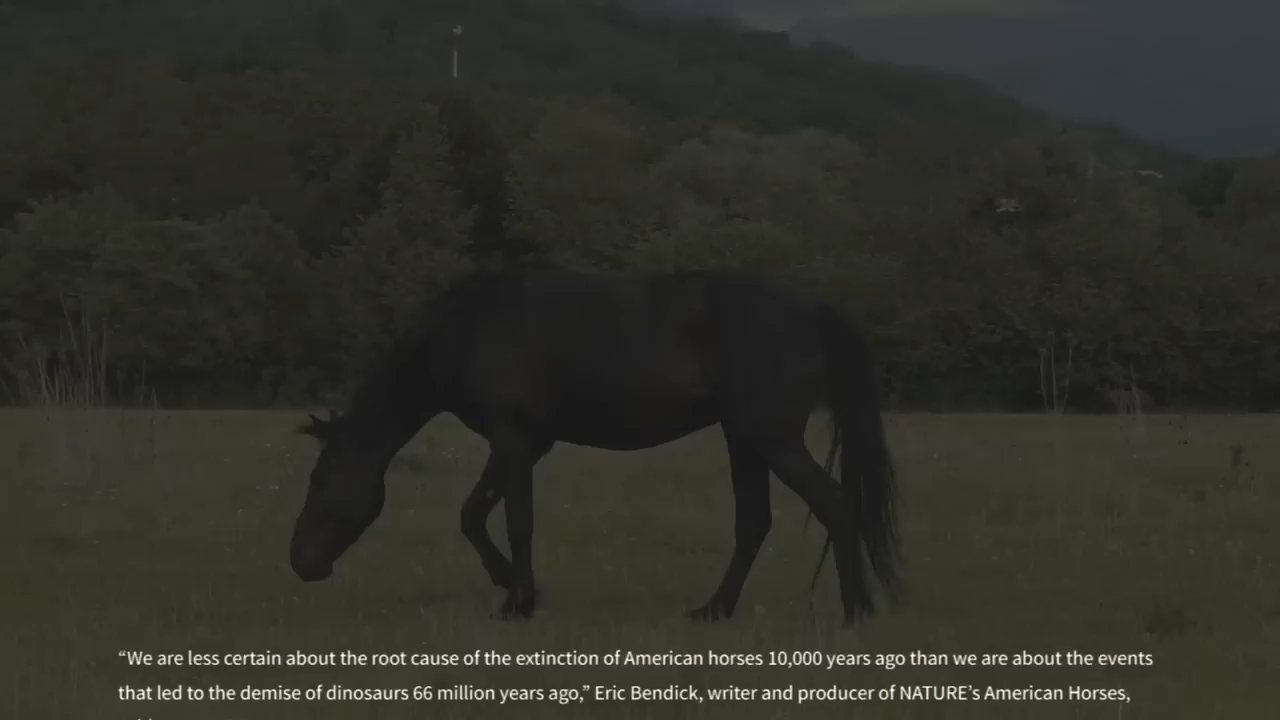 “We are less certain about the root cause of the extinction of American horses 10,000 years ago than we are about the events
that led to the demise of dinosaurs 66 million years ago,” Eric Bendick, writer and producer of NATURE’s American Horses,